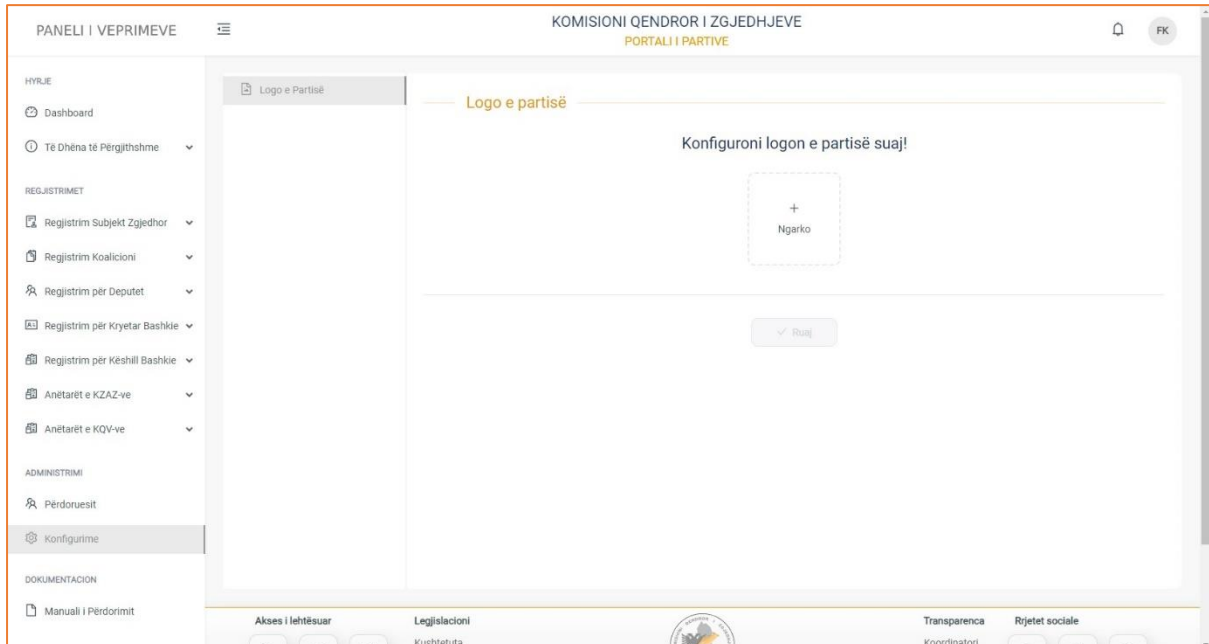 PANELI I VEPRIMEVE
KOMISIONI QENDROR I ZGJEDHJEVE
PORTALI I PARTIVE
FK
HYRJE
Dashboard
Të Dhëna të Përgjithshme
REGJISTRIMET
Regjistrim Subjekt Zgjedhor
Regjistrim Koalicioni
Regjistrim për Deputet
Regjistrim për Kryetar Bashkie
Regjistrim për Këshill Bashkie
Anëtarët e KZAZ-ve
Anëtarët e KQV-ve
ADMINISTRIMI
Përdoruesit
Konfigurime
DOKUMENTACION
Manuali i Përdorimit
Logo e Partisë
Logo e partisë
Konfiguroni logon e partisë suaj!
+
Ngarko
Ruaj
Akses i lehtësuar
Legjislacioni
Kushtetuta
Transparenca
Koordinatori
Rrjetet sociale